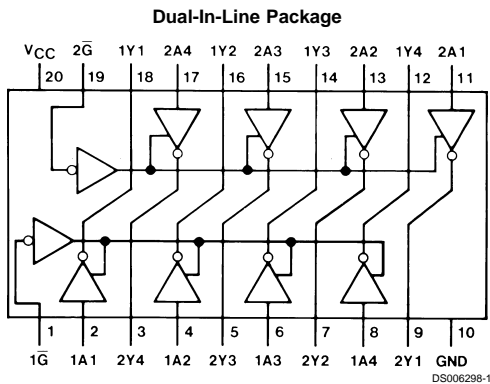 Dual-In-Line Package
VCC 2G̅ 1Y1 2A4 1Y2 2A3 1Y3 2A2 1Y4 2A1
20 19 18 17 16 15 14 13 12 11
1 2 3 4 5 6 7 8 9 10
1G̅ 1A1 2Y4 1A2 2Y3 1A3 2Y2 1A4 2Y1 GND
DS006298-1